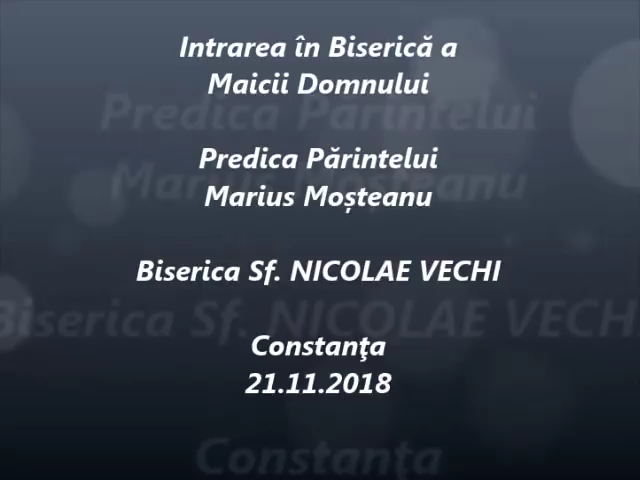 Intrarea în Biserică a
Maicii Domnului
Predica Părintelui
Marius Moșteanu
Biserica Sf. NICOLAE VECHI
Constanţa
21.11.2018